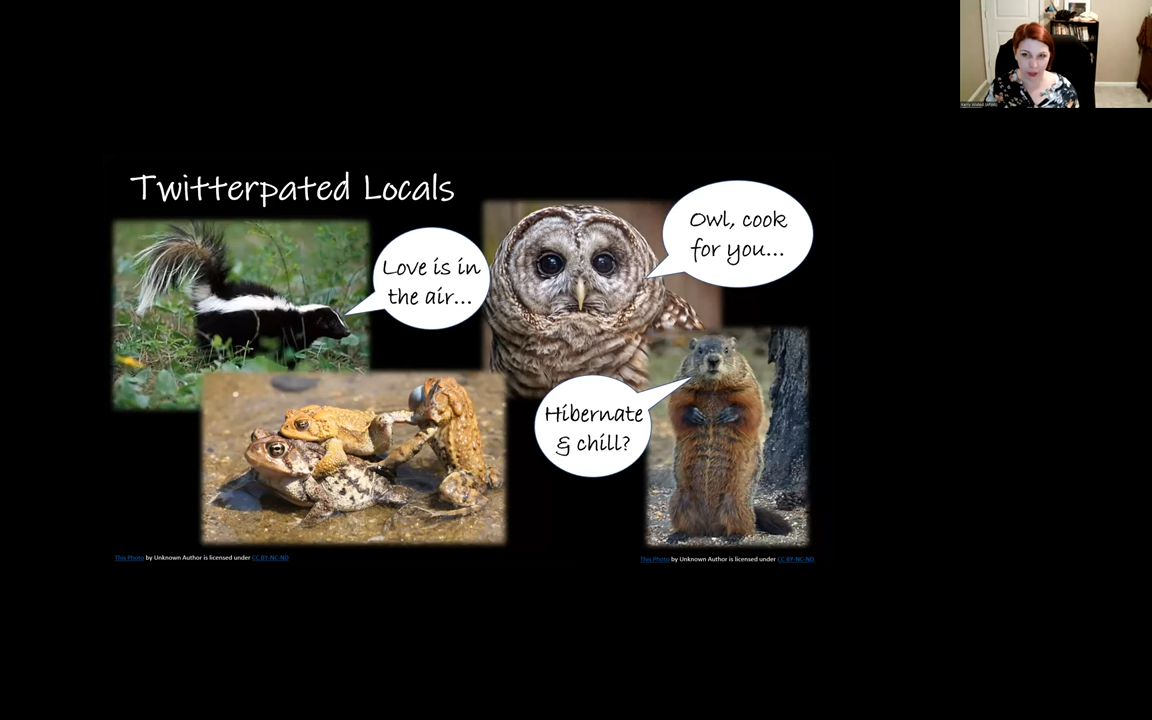 Twitterpated Locals
Love is in
the air...
Owl, cook
for you...
Hibernate
& chill?
This Photo by Unknown Author is licensed under CC BY-NC-ND
This Photo by Unknown Author is licensed under CC BY-NC-ND